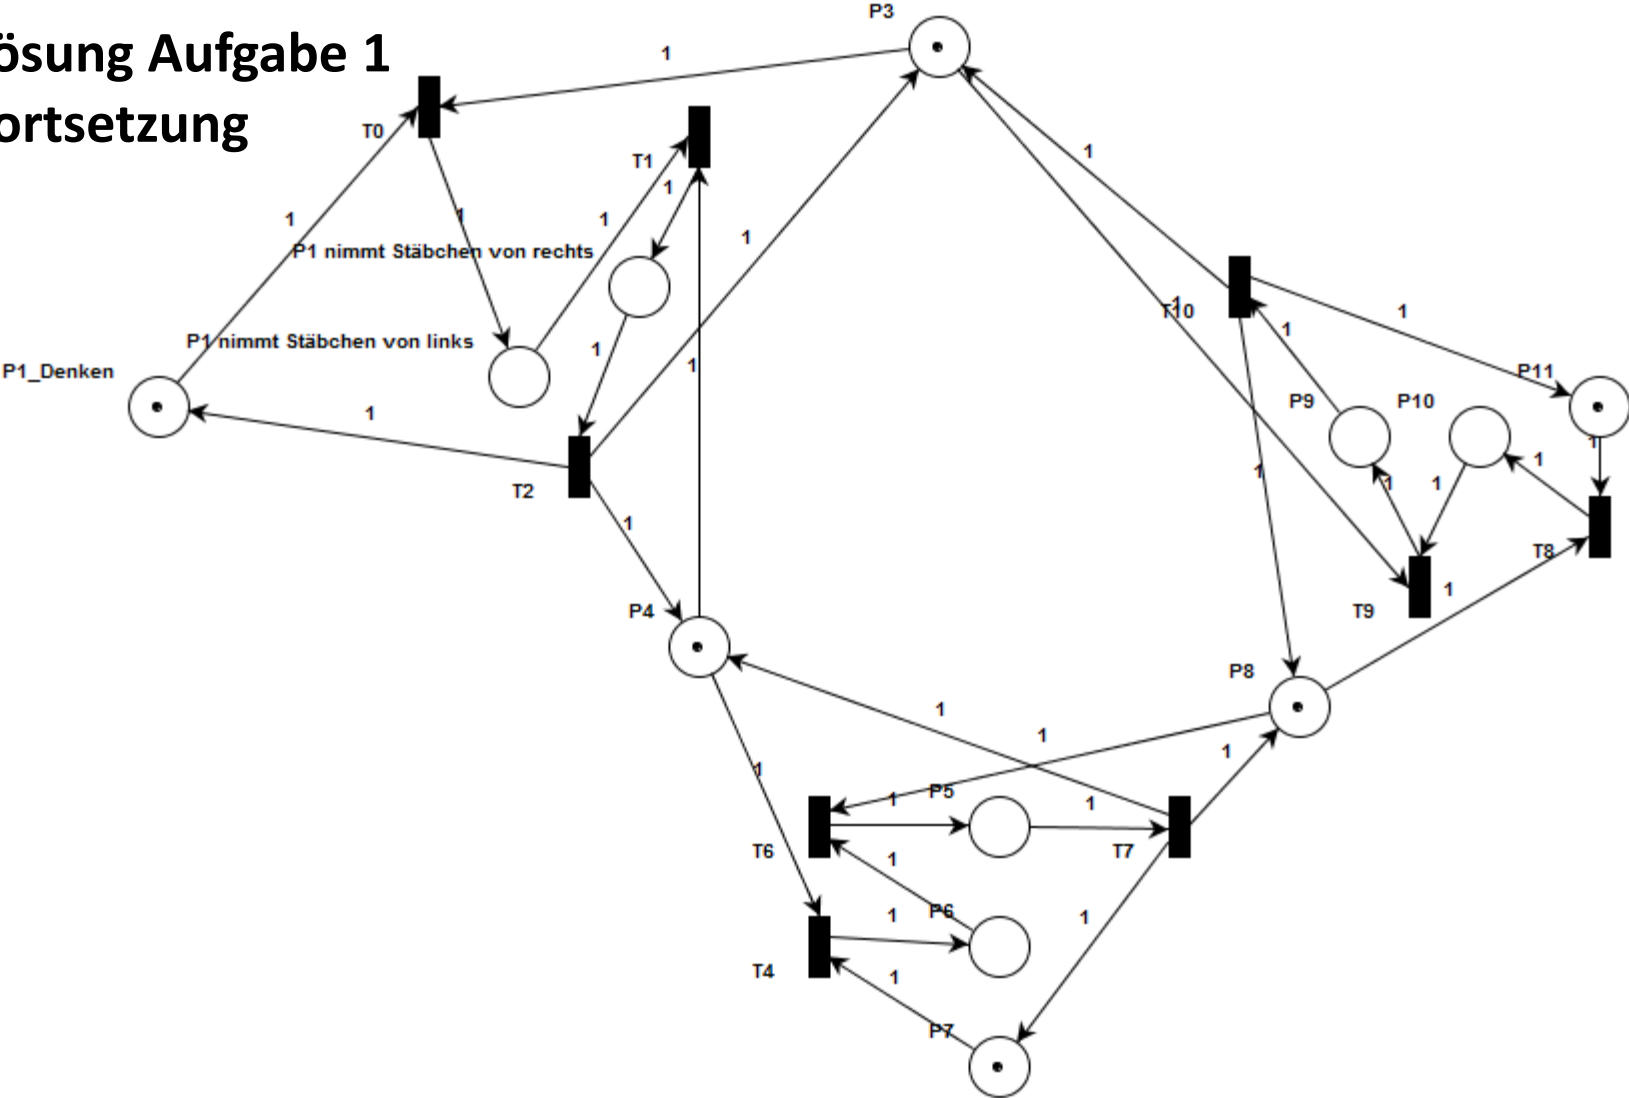 ösung Aufgabe 1
ortsetzung
P3
1
T0
T1
1
1
1
1
1
1
P1 nimmt Stäbchen von rechts
P1 nimmt Stäbchen von links
P1_Denken
1
1
1
T2
1
T10
1
1
1
P11
P9
P10
1
1
1
1
1
T8
T9
1
P4
P8
1
1
1
1
P5
1
1
T6
T7
1
P6
1
1
T4
1
P7